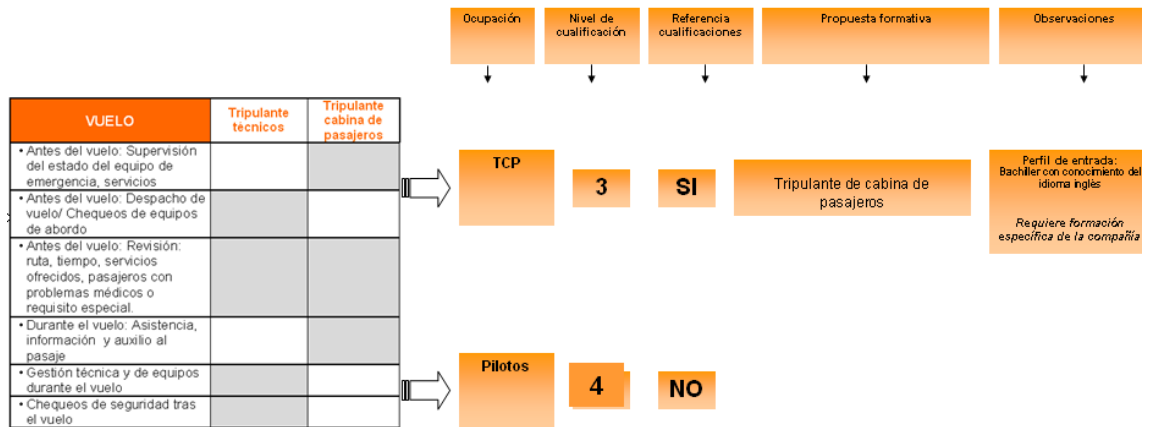 Ocupación
Nivel de
cualificación
Referencia
cualificaciones
Propuesta formativa
Observaciones
VUELO
Tripulante
técnicos
Tripulante
cabina de
pasajeros
• Antes del vuelo: Supervisión
del estado del equipo de
emergencia, servicios
• Antes del vuelo: Despacho de
vuelo/ Chequeos de equipos
de abordo
• Antes del vuelo: Revisión:
ruta, tiempo, servicios
ofrecidos, pasajeros con
problemas médicos o
requisito especial.
• Durante el vuelo: Asistencia,
información y auxilio al
pasaje
• Gestión técnica y de equipos
durante el vuelo
• Chequeos de seguridad tras
el vuelo
TCP
3
SI
Tripulante de cabina de
pasajeros
Perfil de entrada:
Bachiller con conocimiento del
idioma inglés
Requiere formación
específica de la compañía
Pilotos
4
NO